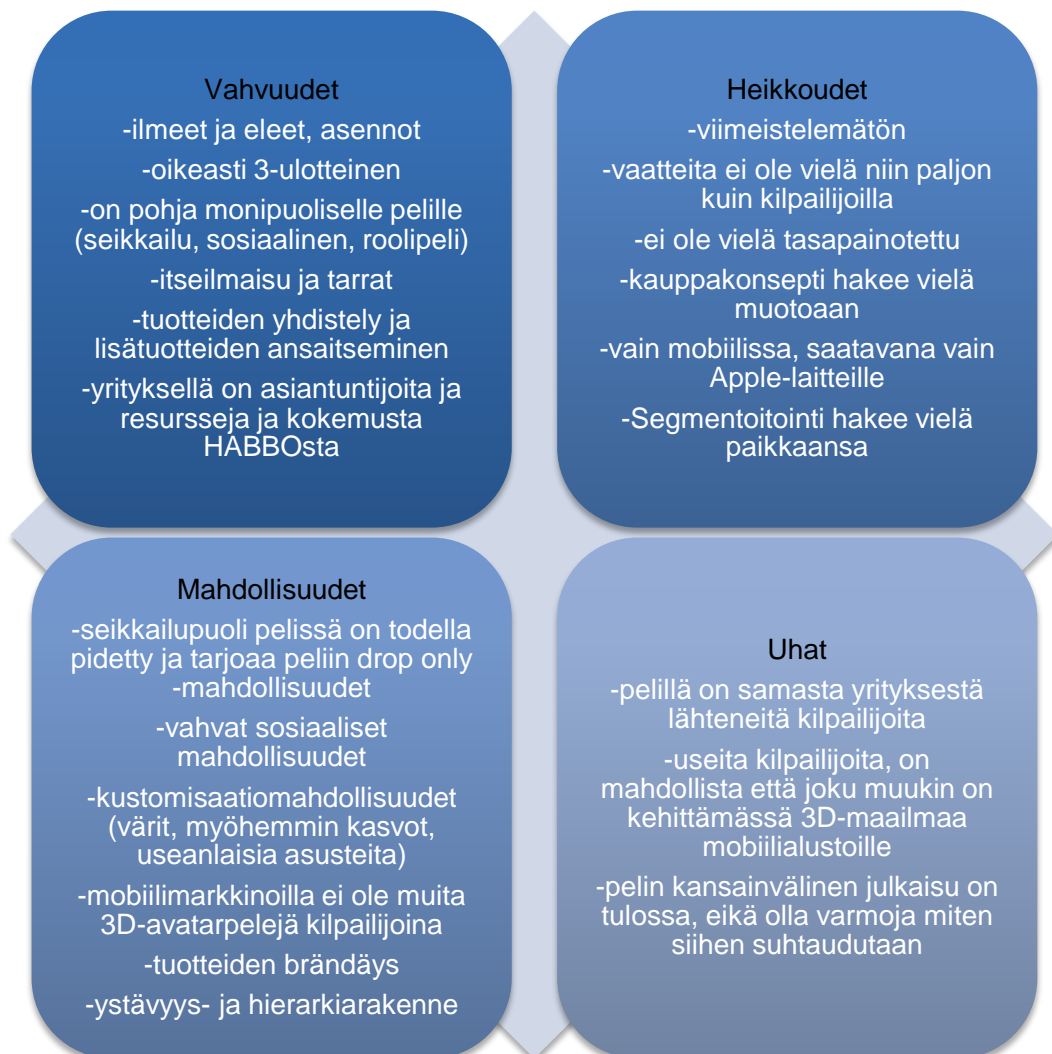 Vahvuudet
-ilmeet ja eleet, asennot
-oikeasti 3-ulotteinen
-on pohja monipuoliselle pelille
(seikkailu, sosiaalinen, roolipeli)
-itseilmaisu ja tarrat
-tuotteiden yhdistely ja
lisätuotteiden ansaitseminen
-yrityksellä on asiantuntijoita ja
resursseja ja kokemusta
HABBOsta
Heikkoudet
-viimeistelemätön
-vaatteita ei ole vielä niin paljon
kuin kilpailijoilla
-ei ole vielä tasapainotettu
-kauppakonsepti hakee vielä
muotoaan
-vain mobiilissa, saatavana vain
Apple-laitteille
-Segmentoitointi hakee vielä
paikkaansa
Mahdollisuudet
-seikkailupuoli pelissä on todella
pidetty ja tarjoaa peliin drop only
-mahdollisuudet
-vahvat sosiaaliset
mahdollisuudet
-kustomisaatiomahdollisuudet
(värit, myöhemmin kasvot,
useanlaisia asusteita)
-mobiilimarkkinoilla ei ole muita
3D-avatarpelejä kilpailijoina
-tuotteiden brändäys
-ystävyys- ja hierarkiarakenne
Uhat
-pelillä on samasta yrityksestä
lähteneitä kilpailijoita
-useita kilpailijoita, on
mahdollista että joku muukin on
kehittämässä 3D-maailmaa
mobiilialustoille
-pelin kansainvälinen julkaisu on
tulossa, eikä olla varmoja miten
siihen suhtaudutaan